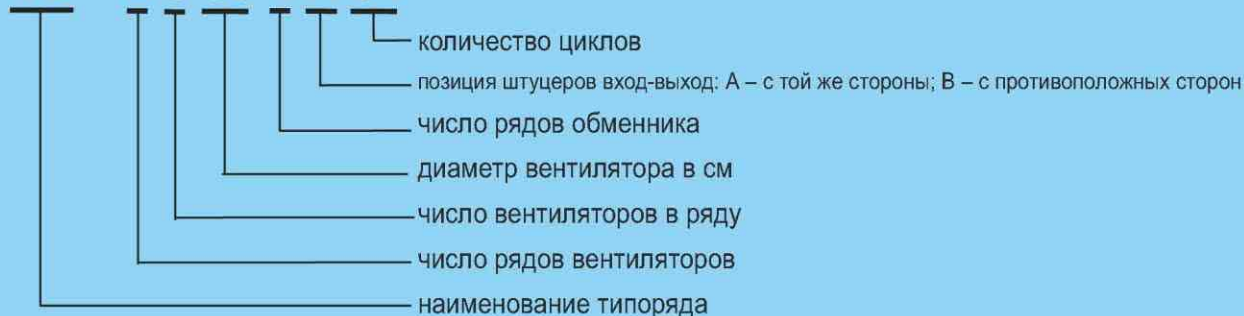 количество циклов
позиция штуцеров вход-выход: А – с той же стороны; В – с противоположных сторон
число рядов обменника
диаметр вентилятора в см
число вентиляторов в ряду
число рядов вентиляторов
наименование типоряда